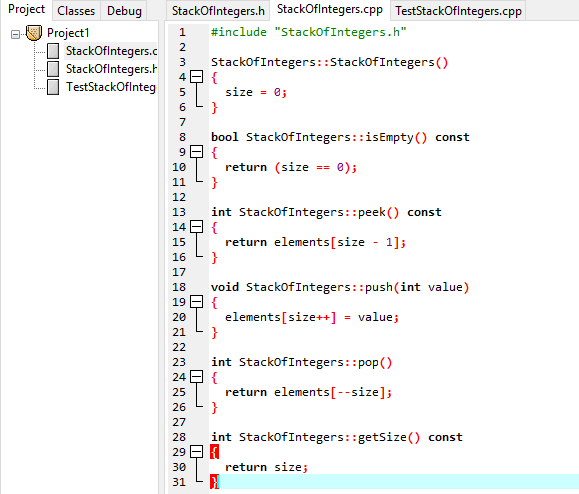 Project Classes Debug
StackOfIntegers.h StackOfIntegers.cpp TestStackOfIntegers.cpp
Project1
StackOfIntegers.c
StackOfIntegers.h
TestStackOfInteg
1 #include "StackOfIntegers.h"
2
3 StackOfIntegers::StackOfIntegers()
4 {
5 size = 0;
6 }
7
8 bool StackOfIntegers::isEmpty() const
9 {
10 return (size == 0);
11 }
12
13 int StackOfIntegers::peek() const
14 {
15 return elements[size - 1];
16 }
17
18 void StackOfIntegers::push(int value)
19 {
20 elements[size++] = value;
21 }
22
23 int StackOfIntegers::pop()
24 {
25 return elements[--size];
26 }
27
28 int StackOfIntegers::getSize() const
29 {
30 return size;
31 }